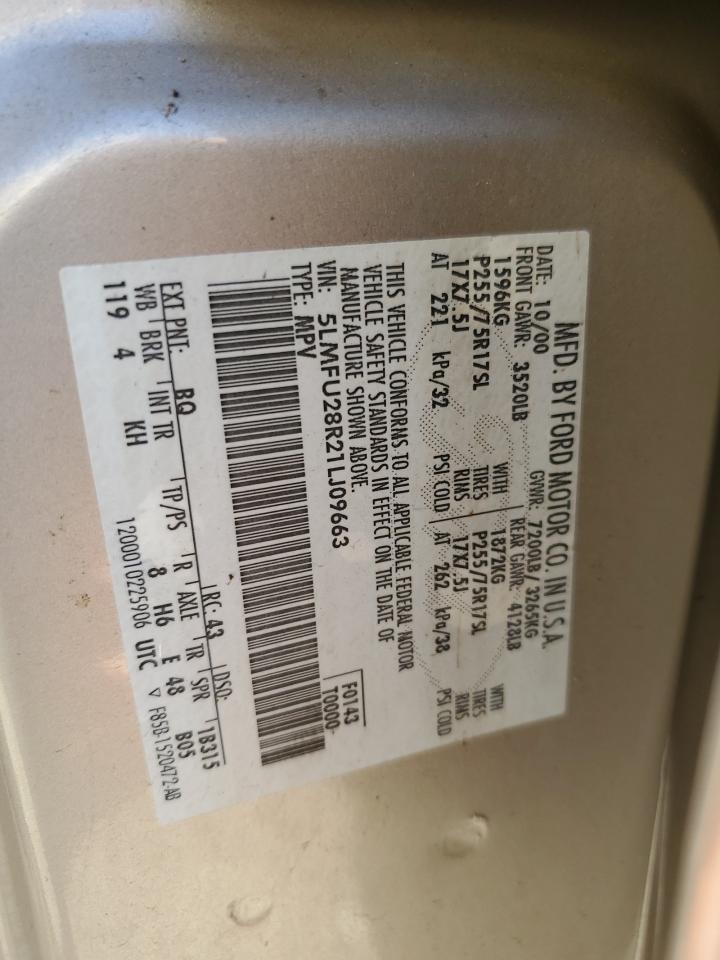 MFD. BY FORD MOTOR CO. IN U.S.A.
DATE: 10/00 GVWR: 7200LB/3265KG
FRONT GAWR: 3520LB REAR GAWR: 4128LB
1596KG WITH 1872KG WITH
P255/75R17SL TIRES P255/75R17SL TIRES
17X7.5J RIMS 17X7.5J RIMS
AT 221 kPa/32 PSI COLD AT 262 kPa/38 PSI COLD
THIS VEHICLE CONFORMS TO ALL APPLICABLE FEDERAL MOTOR
VEHICLE SAFETY STANDARDS IN EFFECT ON THE DATE OF
MANUFACTURE SHOWN ABOVE.
VIN: 5LMFU28R21LJ09663 F0143
TYPE: MPV T0000-
EXT PNT: BQ RC: 43 DSO: 1B315
WB BRK INT TR TP/PS R AXLE TR SPR B05
119 4 KH 8 H6 E 48
1200010225906 UTC ▽ F85B-1520472-AB